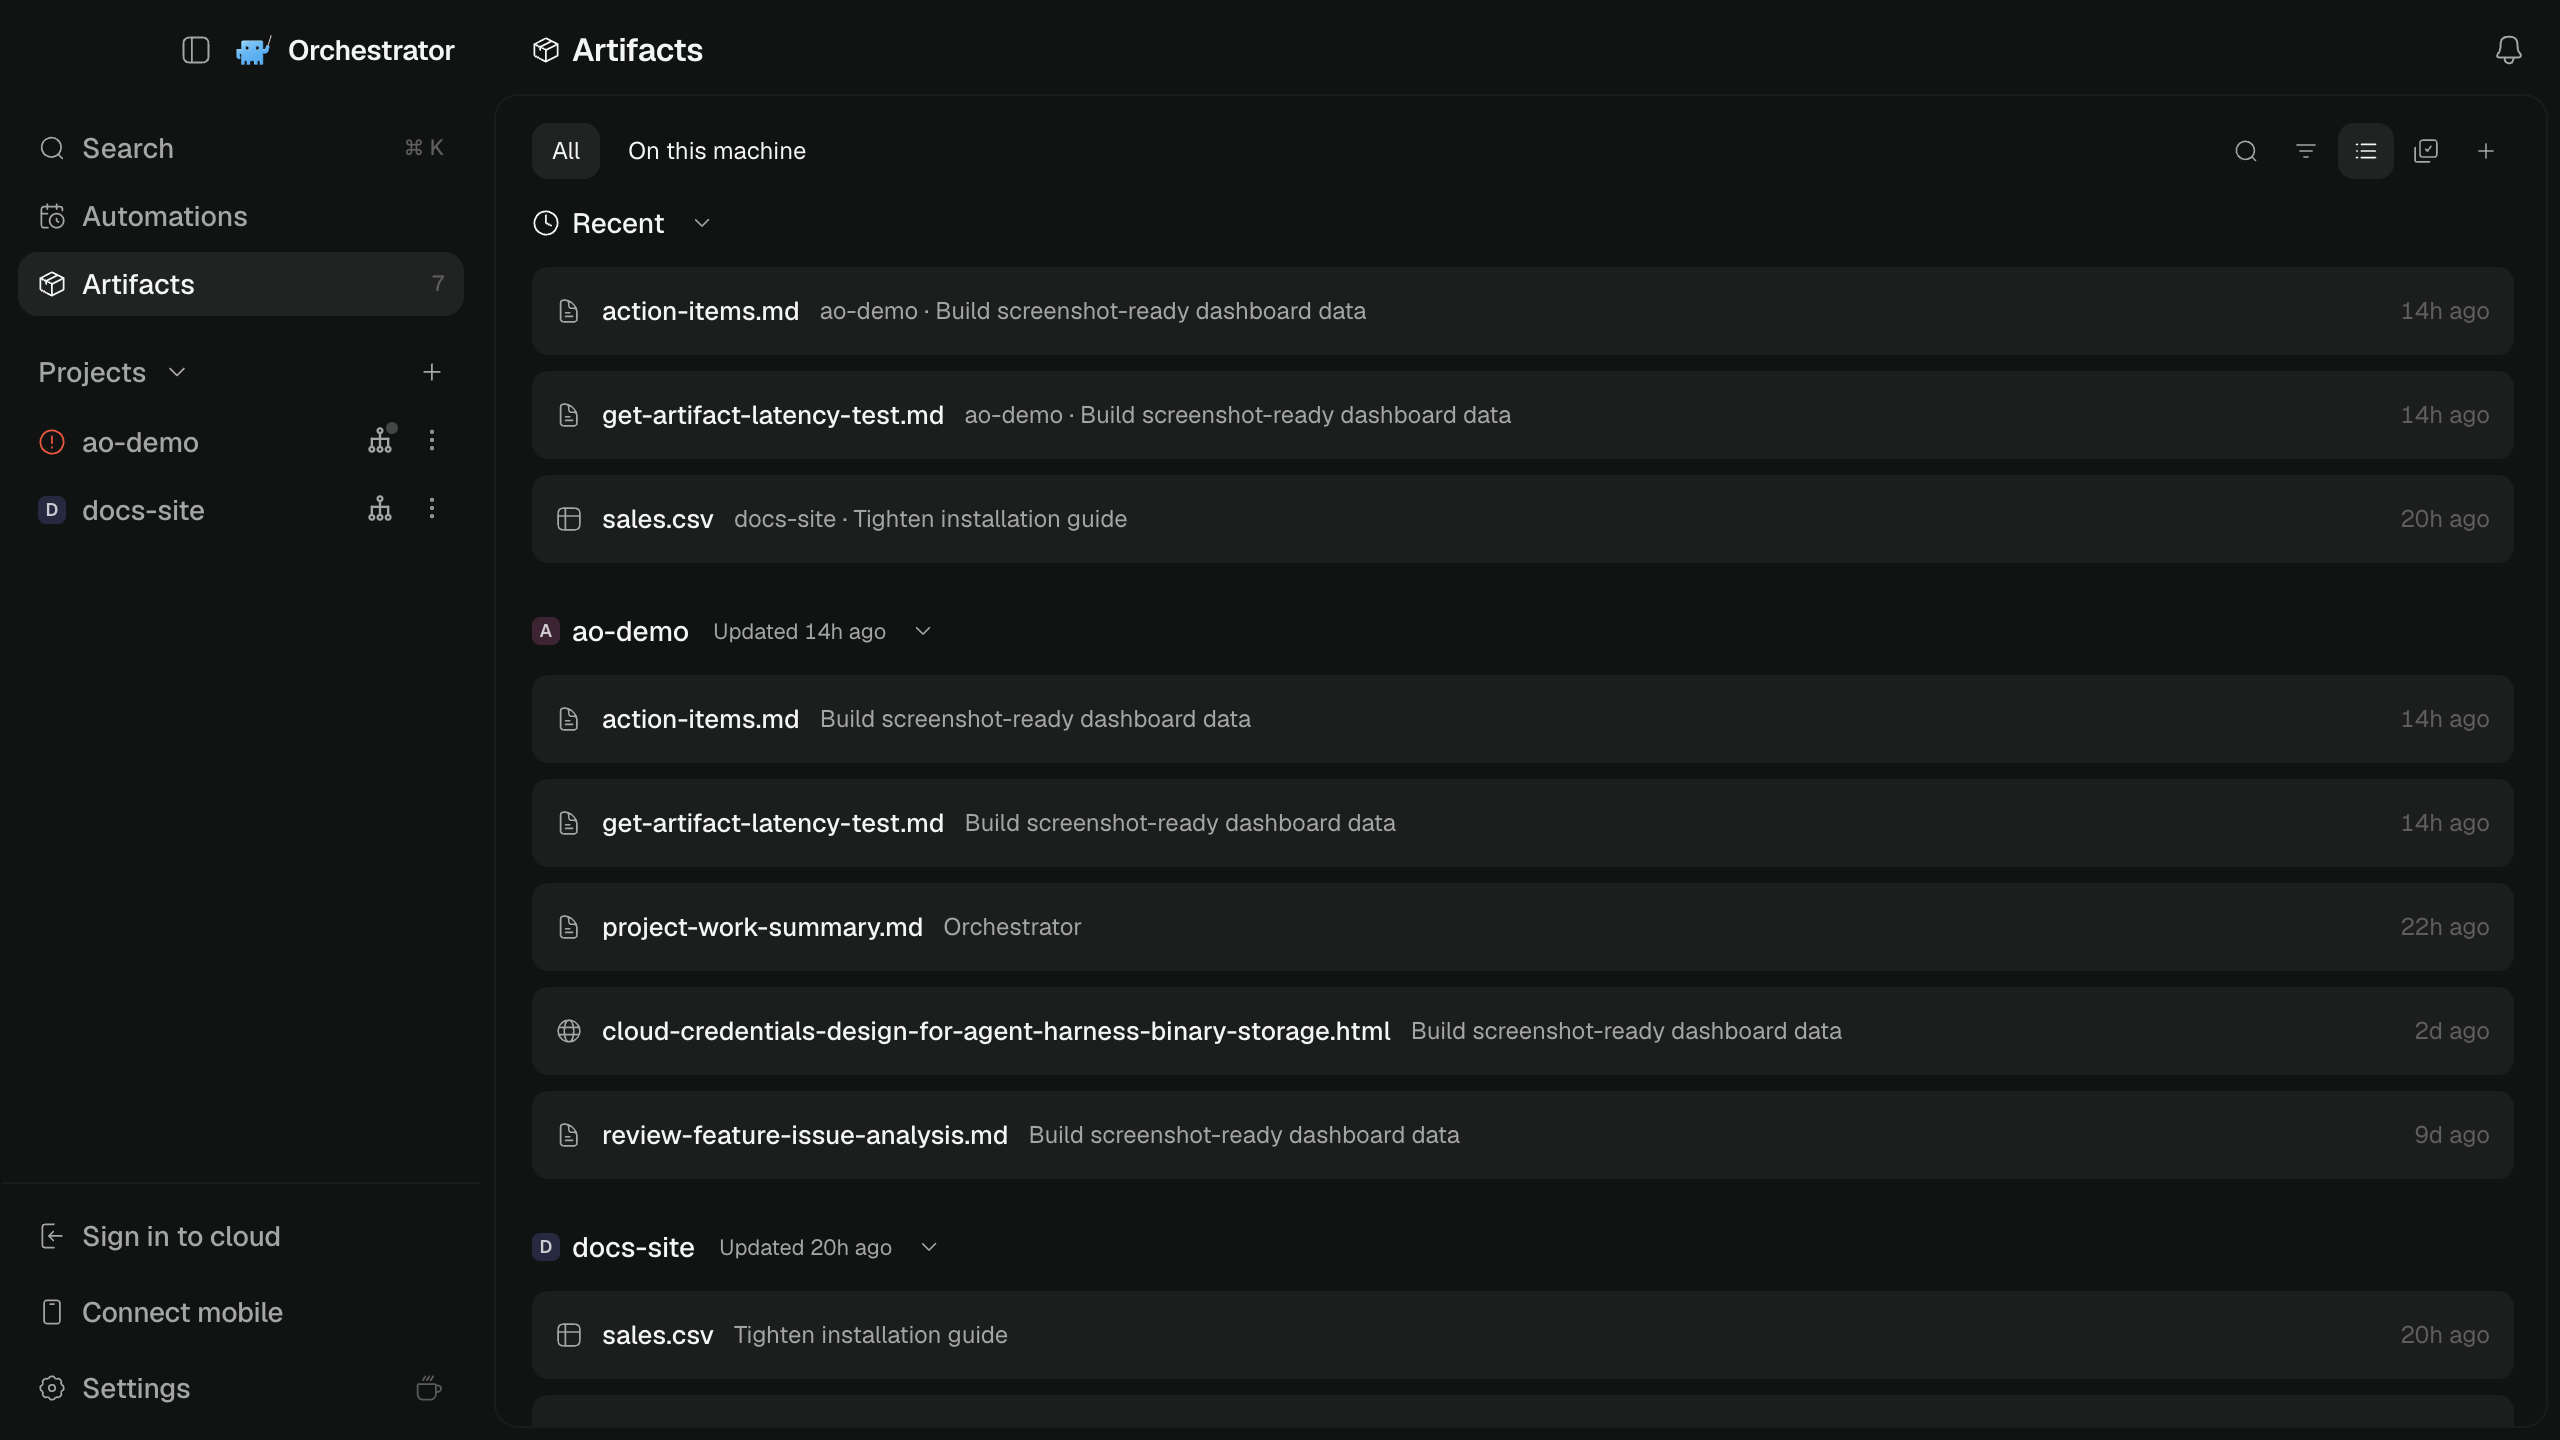 Orchestrator
Search ⌘ K
Automations
Artifacts 7
Projects
ao-demo
D docs-site
Sign in to cloud
Connect mobile
Settings
Artifacts
All On this machine
Recent
action-items.md ao-demo · Build screenshot-ready dashboard data 14h ago
get-artifact-latency-test.md ao-demo · Build screenshot-ready dashboard data 14h ago
sales.csv docs-site · Tighten installation guide 20h ago
A ao-demo Updated 14h ago
action-items.md Build screenshot-ready dashboard data 14h ago
get-artifact-latency-test.md Build screenshot-ready dashboard data 14h ago
project-work-summary.md Orchestrator 22h ago
cloud-credentials-design-for-agent-harness-binary-storage.html Build screenshot-ready dashboard data 2d ago
review-feature-issue-analysis.md Build screenshot-ready dashboard data 9d ago
D docs-site Updated 20h ago
sales.csv Tighten installation guide 20h ago